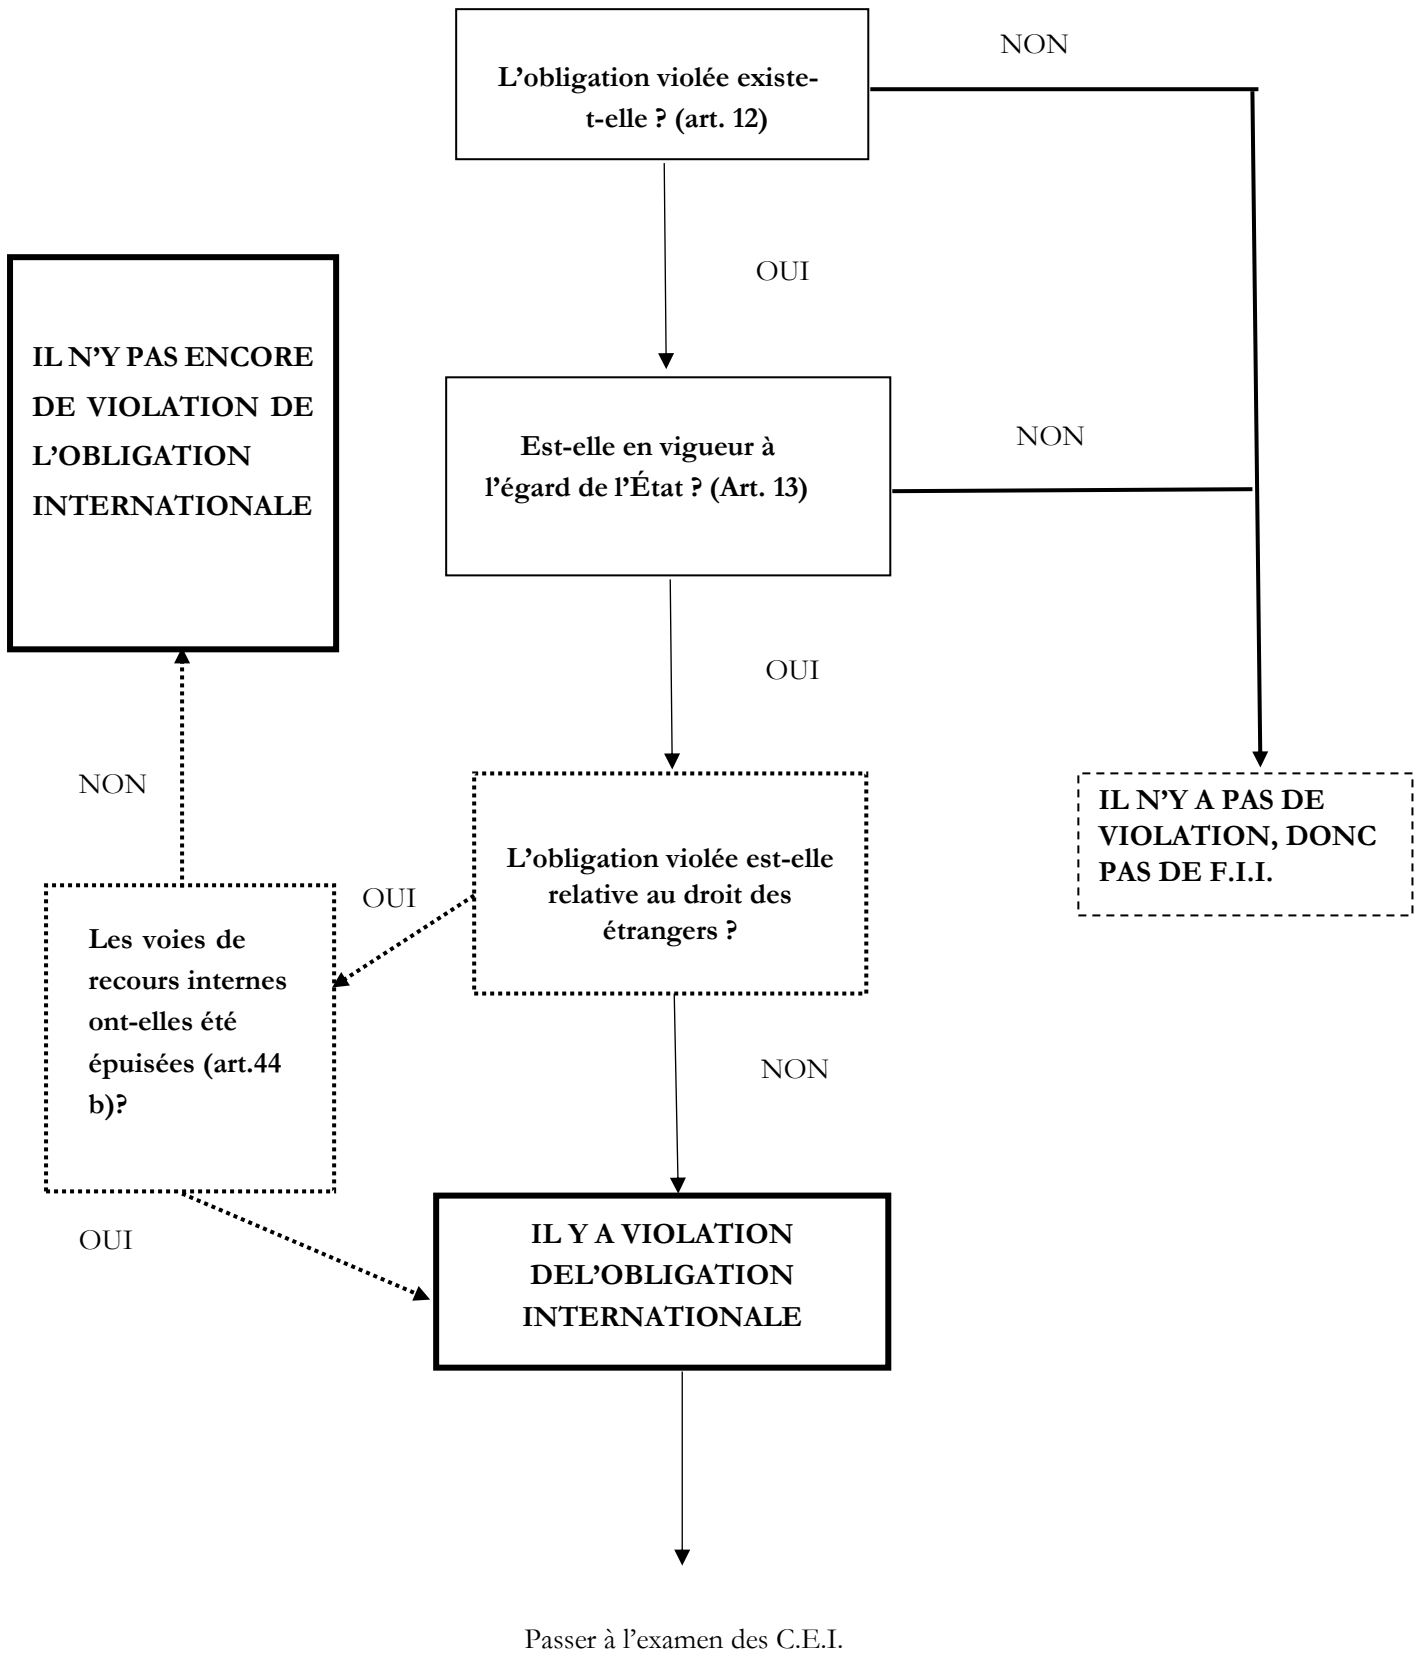 NON
L’obligation violée existe-
t-elle ? (art. 12)
OUI
IL N’Y PAS ENCORE
DE VIOLATION DE
L’OBLIGATION
INTERNATIONALE
Est-elle en vigueur à
l’égard de l’État ? (Art. 13)
NON
OUI
NON
IL N’Y A PAS DE
VIOLATION, DONC
PAS DE F.I.I.
L’obligation violée est-elle
relative au droit des
étrangers ?
OUI
Les voies de
recours internes
ont-elles été
épuisées (art.44
b)?
NON
OUI
IL Y A VIOLATION
DEL’OBLIGATION
INTERNATIONALE
Passer à l’examen des C.E.I.